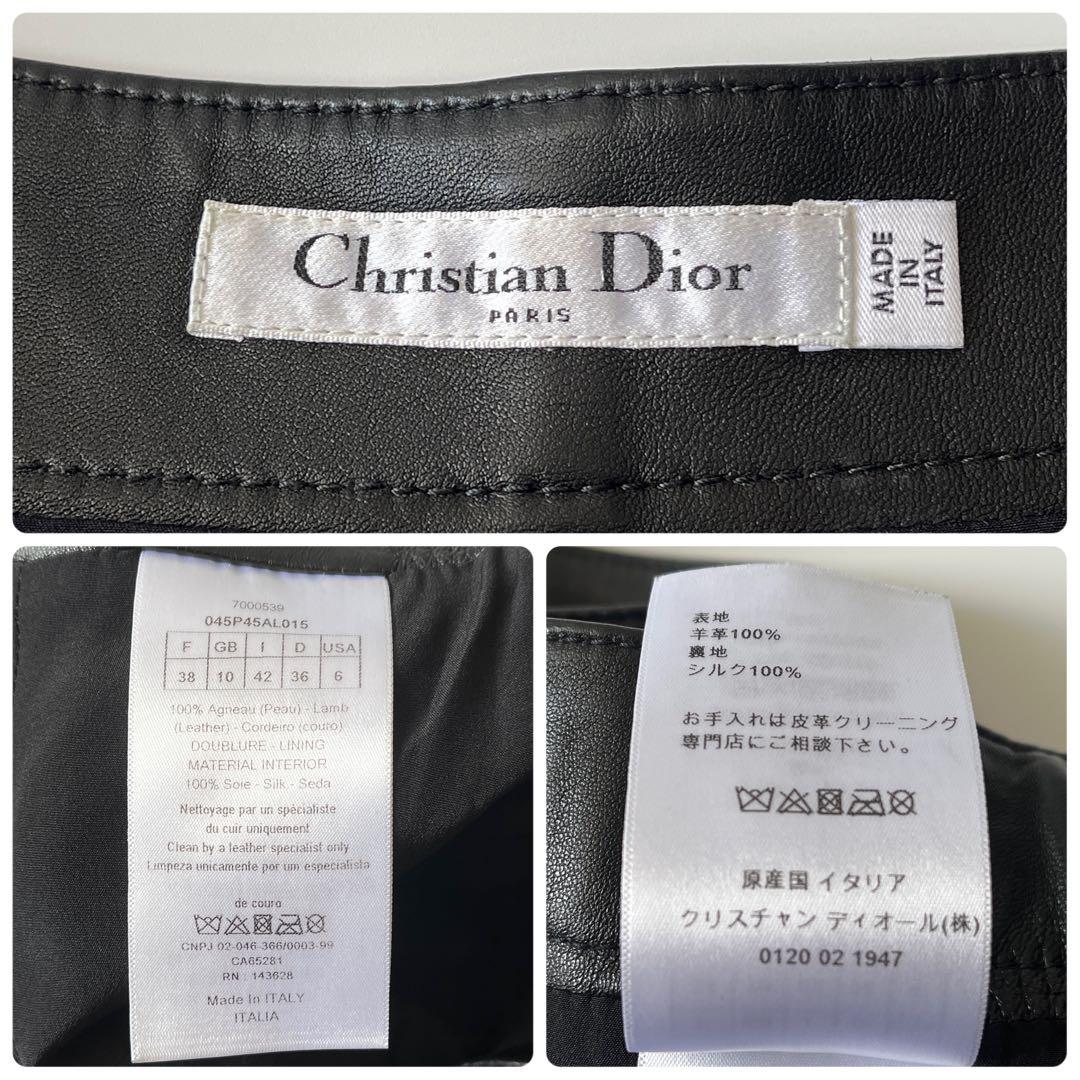 Christian Dior
PARIS
MADE
IN
ITALY
7000539
045P45AL015
F GB I D USA
38 10 42 36 6
100% Agneau (Peau) - Lamb
(Leather) - Cordeiro (couro)
DOUBLURE - LINING
MATERIAL INTERIOR
100% Soie - Silk - Seda
Nettoyage par un spécialiste
du cuir uniquement
Clean by a leather specialist only
Limpeza unicamente por um especialista
de couro
CNPJ 02-046-366/0003-99
CA65281
RN : 143628
Made In ITALY
ITALIA
表地
羊革100%
裏地
シルク100%
お手入れは皮革クリーニング
専門店にご相談下さい。
原産国 イタリア
クリスチャン ディオール(株)
0120 02 1947